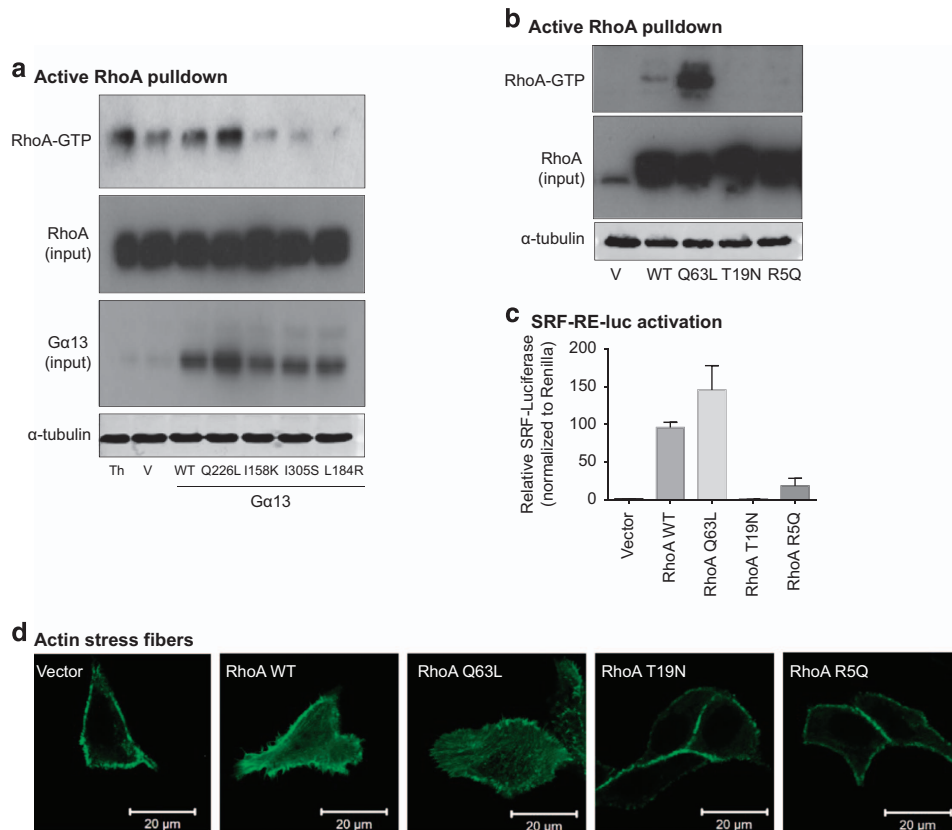 a Active RhoA pulldown
RhoA-GTP
RhoA
(input)
Gα13
(input)
α-tubulin
Th V WT Q226L I158K I305S L184R
Gα13
b Active RhoA pulldown
RhoA-GTP
RhoA
(input)
α-tubulin
V WT Q63L T19N R5Q
c SRF-RE-luc activation
Relative SRF-Luciferase
(normalized to Renilla)
200
150
100
50
0
Vector
RhoA WT
RhoA Q63L
RhoA T19N
RhoA R5Q
d Actin stress fibers
Vector RhoA WT RhoA Q63L RhoA T19N RhoA R5Q
20 µm 20 µm 20 µm 20 µm 20 µm